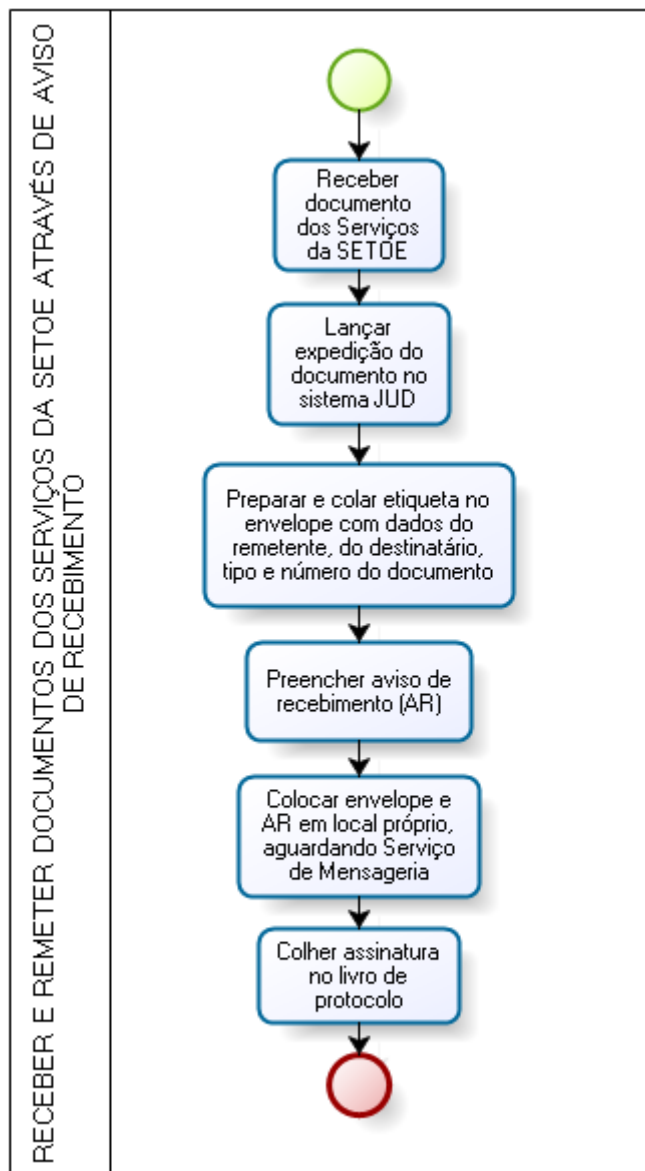 RECEBER E REMETER DOCUMENTOS DOS SERVIÇOS DA SETOE ATRAVÉS DE AVISO
DE RECEBIMENTO
Receber
documento
dos Serviços
da SETOE
Lançar
expedição do
documento no
sistema JUD
Preparar e colar etiqueta no
envelope com dados do
remetente, do destinatário,
tipo e número do documento
Preencher aviso de
recebimento (AR)
Colocar envelope e
AR em local próprio,
aguardando Serviço
de Mensageria
Colher assinatura
no livro de
protocolo